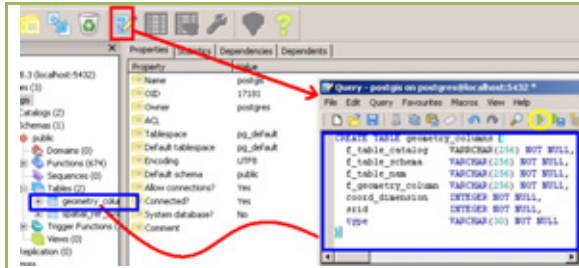 Properties Statistics Dependencies Dependents
Property Value
Name postgis
OID 17181
Owner postgres
ACL
Tablespace pg_default
Default tablespace pg_default
Encoding UTF8
Default schema public
Allow connections? Yes
Connected? Yes
System database? No
Comment
(localhost:5432)
Catalogs (2)
Schemas (1)
public
Domains (0)
Functions (674)
Sequences (0)
Tables (2)
geometry_colu
spatial_ref
Trigger Functions
Views (0)
Replication (0)
Query - postgis on postgres@localhost:5432 *
File Edit Query Favourites Macros View Help
CREATE TABLE geometry_columns (
f_table_catalog VARCHAR(256) NOT NULL,
f_table_schema VARCHAR(256) NOT NULL,
f_table_nam VARCHAR(256) NOT NULL,
f_geometry_column VARCHAR(256) NOT NULL,
coord_dimension INTEGER NOT NULL,
srid INTEGER NOT NULL,
type VARCHAR(30) NOT NULL
)